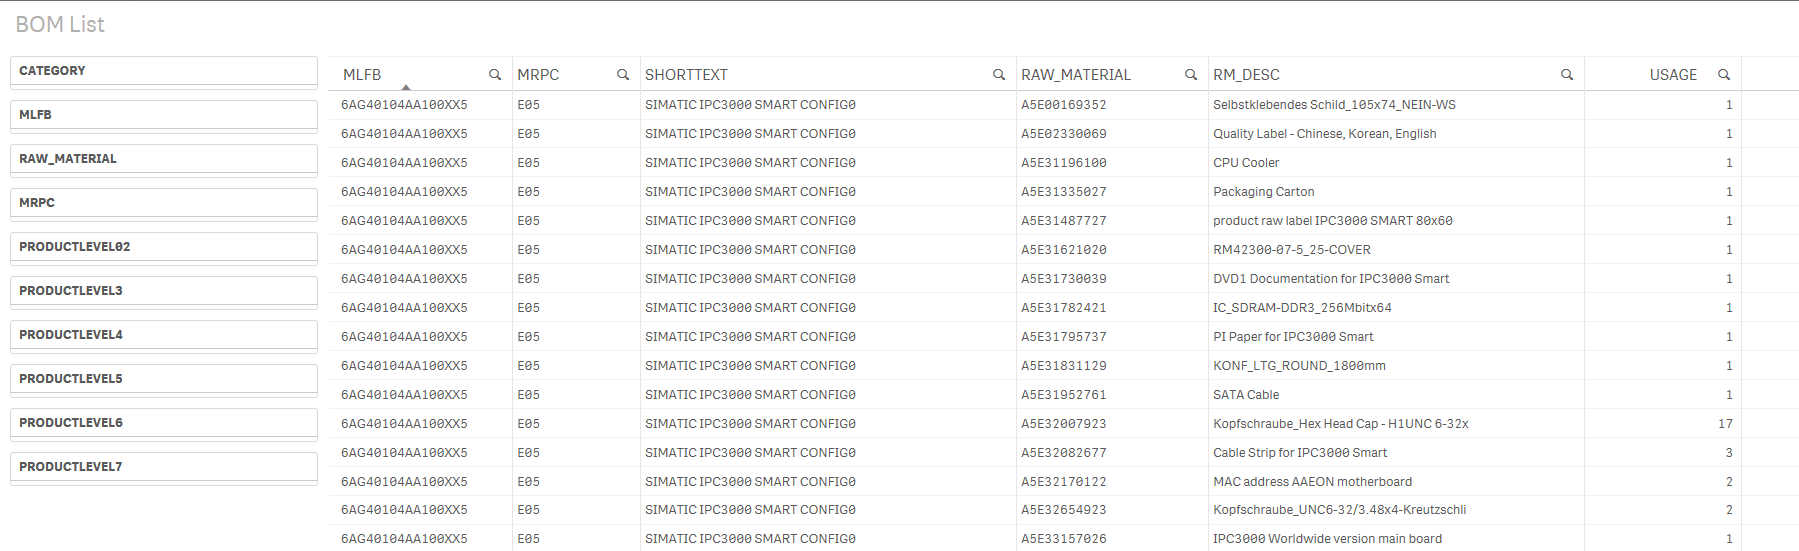 BOM List
CATEGORY
MLFB
RAW_MATERIAL
MRPC
PRODUCTLEVEL02
PRODUCTLEVEL3
PRODUCTLEVEL4
PRODUCTLEVEL5
PRODUCTLEVEL6
PRODUCTLEVEL7
MLFB MRPC SHORTTEXT RAW_MATERIAL RM_DESC USAGE
6AG40104AA100XX5 E05 SIMATIC IPC3000 SMART CONFIG0 A5E00169352 Selbstklebendes Schild_105x74_NEIN-WS 1
6AG40104AA100XX5 E05 SIMATIC IPC3000 SMART CONFIG0 A5E02330069 Quality Label - Chinese, Korean, English 1
6AG40104AA100XX5 E05 SIMATIC IPC3000 SMART CONFIG0 A5E31196100 CPU Cooler 1
6AG40104AA100XX5 E05 SIMATIC IPC3000 SMART CONFIG0 A5E31335027 Packaging Carton 1
6AG40104AA100XX5 E05 SIMATIC IPC3000 SMART CONFIG0 A5E31487727 product raw label IPC3000 SMART 80x60 1
6AG40104AA100XX5 E05 SIMATIC IPC3000 SMART CONFIG0 A5E31621020 RM42300-07-5_25-COVER 1
6AG40104AA100XX5 E05 SIMATIC IPC3000 SMART CONFIG0 A5E31730039 DVD1 Documentation for IPC3000 Smart 1
6AG40104AA100XX5 E05 SIMATIC IPC3000 SMART CONFIG0 A5E31782421 IC_SDRAM-DDR3_256Mbitx64 1
6AG40104AA100XX5 E05 SIMATIC IPC3000 SMART CONFIG0 A5E31795737 PI Paper for IPC3000 Smart 1
6AG40104AA100XX5 E05 SIMATIC IPC3000 SMART CONFIG0 A5E31831129 KONF_LTG_ROUND_1800mm 1
6AG40104AA100XX5 E05 SIMATIC IPC3000 SMART CONFIG0 A5E31952761 SATA Cable 1
6AG40104AA100XX5 E05 SIMATIC IPC3000 SMART CONFIG0 A5E32007923 Kopfschraube_Hex Head Cap - H1UNC 6-32x 17
6AG40104AA100XX5 E05 SIMATIC IPC3000 SMART CONFIG0 A5E32082677 Cable Strip for IPC3000 Smart 3
6AG40104AA100XX5 E05 SIMATIC IPC3000 SMART CONFIG0 A5E32170122 MAC address AAEON motherboard 2
6AG40104AA100XX5 E05 SIMATIC IPC3000 SMART CONFIG0 A5E32654923 Kopfschraube_UNC6-32/3.48x4-Kreutzschli 2
6AG40104AA100XX5 E05 SIMATIC IPC3000 SMART CONFIG0 A5E33157026 IPC3000 Worldwide version main board 1